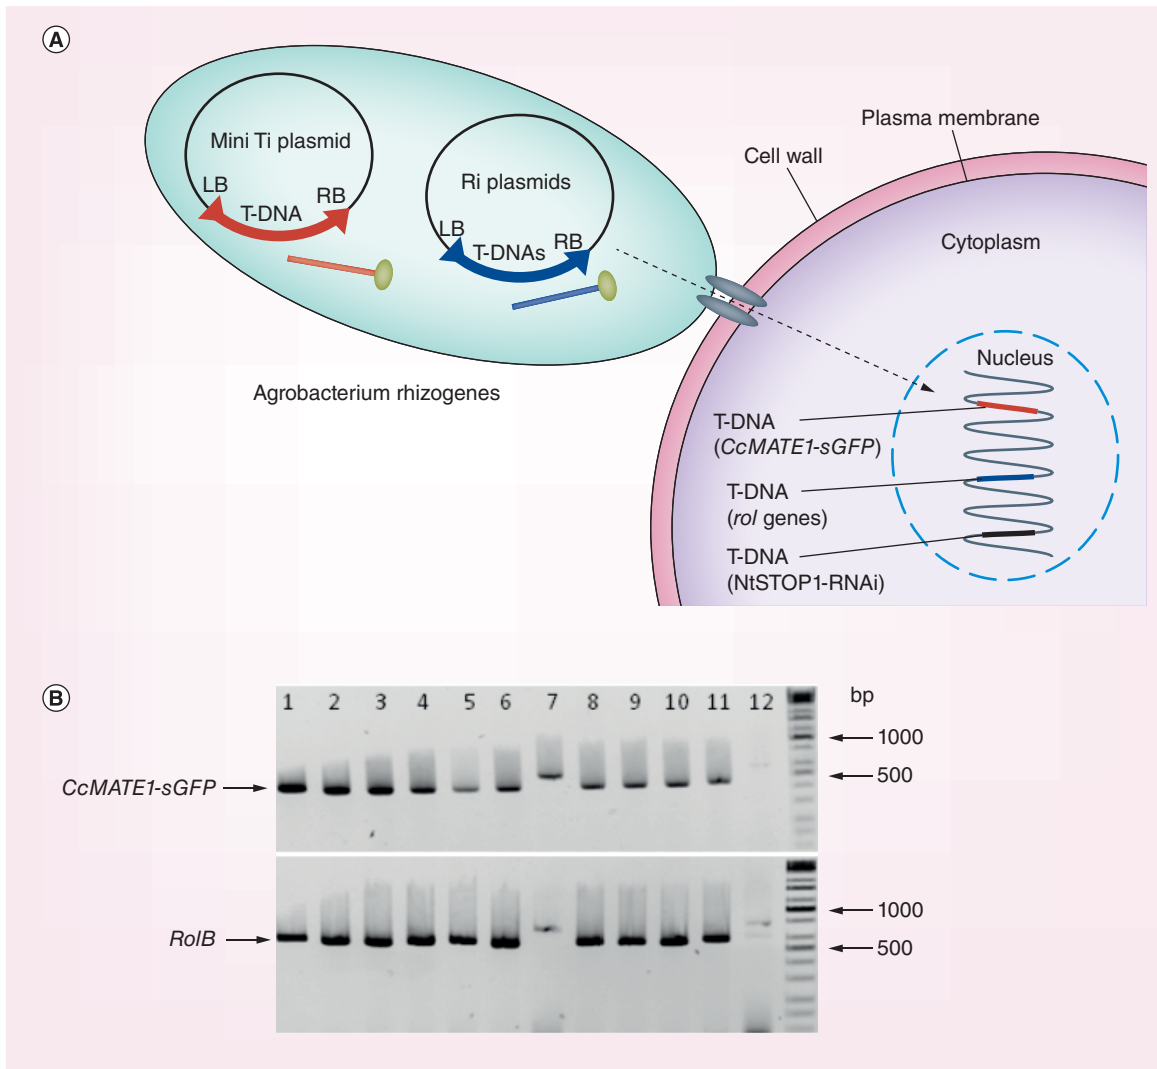 A
Mini Ti plasmid
LB
T-DNA
RB
Ri plasmids
LB
T-DNAs
RB
Agrobacterium rhizogenes
Plasma membrane
Cell wall
Cytoplasm
Nucleus
T-DNA
(CcMATE1-sGFP)
T-DNA
(rol genes)
T-DNA
(NtSTOP1-RNAi)
B
1 2 3 4 5 6 7 8 9 10 11 12
bp
1000
500
CcMATE1-sGFP
1000
RolB
500